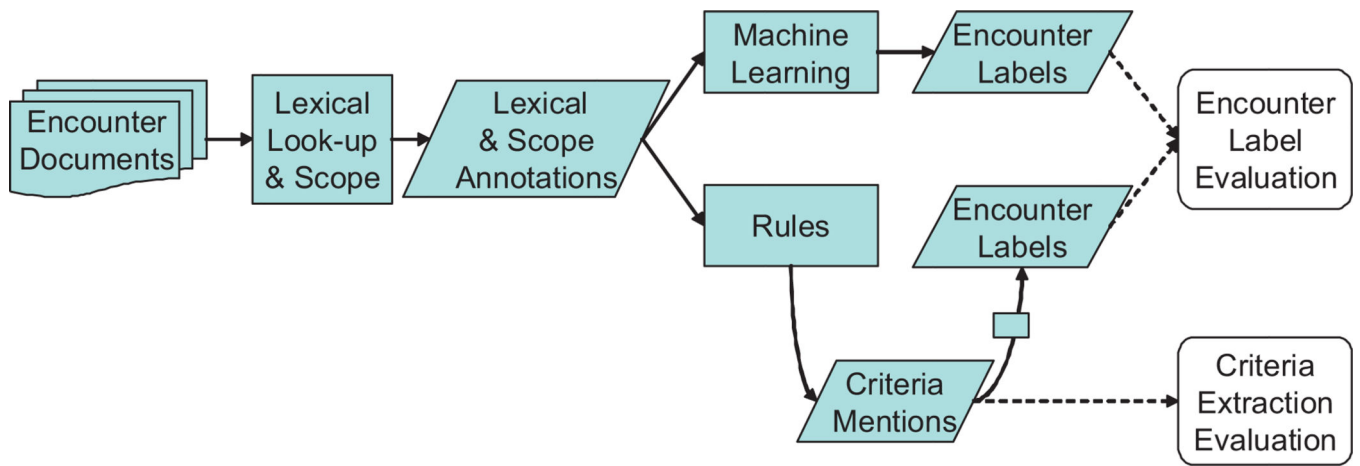 Encounter
Documents
Lexical
Look-up
& Scope
Lexical
& Scope
Annotations
Machine
Learning
Encounter
Labels
Encounter
Label
Evaluation
Rules
Encounter
Labels
Criteria
Mentions
Criteria
Extraction
Evaluation